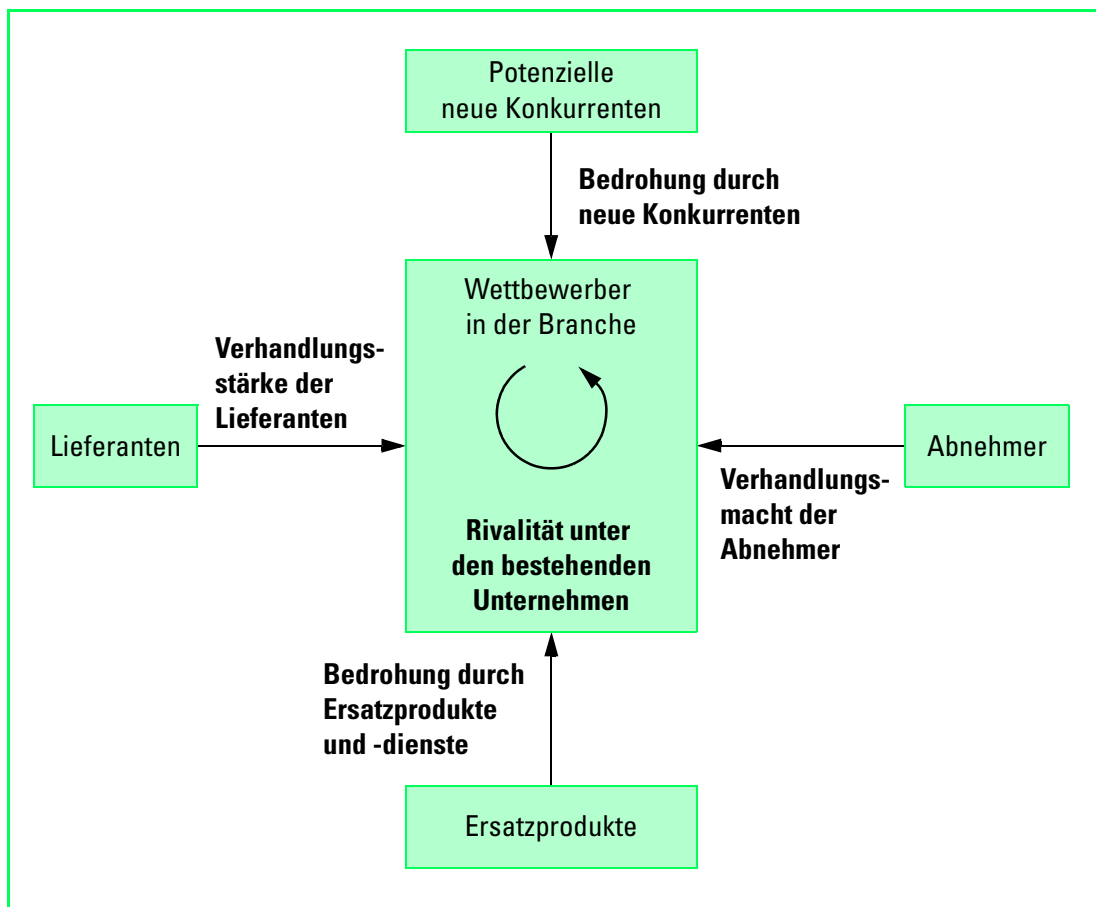 Potenzielle
neue Konkurrenten
Bedrohung durch
neue Konkurrenten
Wettbewerber
in der Branche
Verhandlungs-
stärke der
Lieferanten
Lieferanten
Abnehmer
Verhandlungs-
macht der
Abnehmer
Rivalität unter
den bestehenden
Unternehmen
Bedrohung durch
Ersatzprodukte
und -dienste
Ersatzprodukte